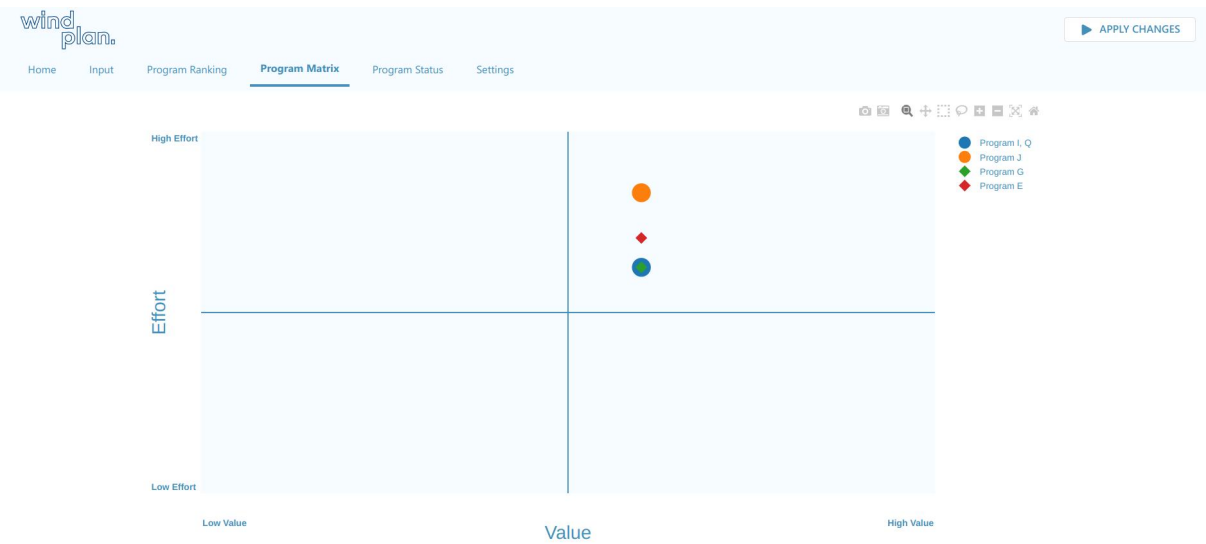 wind
plan.
APPLY CHANGES
Home Input Program Ranking Program Matrix Program Status Settings
High Effort
Program I, Q
Program J
Program G
Program E
Effort
Low Effort
Low Value
High Value
Value